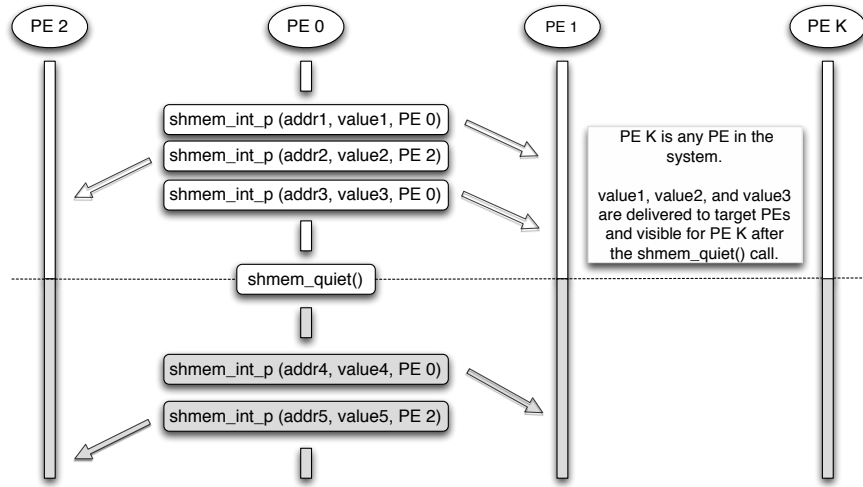 PE 2
PE 0
PE 1
PE K
shmem_int_p (addr1, value1, PE 0)
shmem_int_p (addr2, value2, PE 2)
shmem_int_p (addr3, value3, PE 0)
PE K is any PE in the
system.
value1, value2, and value3
are delivered to target PEs
and visible for PE K after
the shmem_quiet() call.
shmem_quiet()
shmem_int_p (addr4, value4, PE 0)
shmem_int_p (addr5, value5, PE 2)